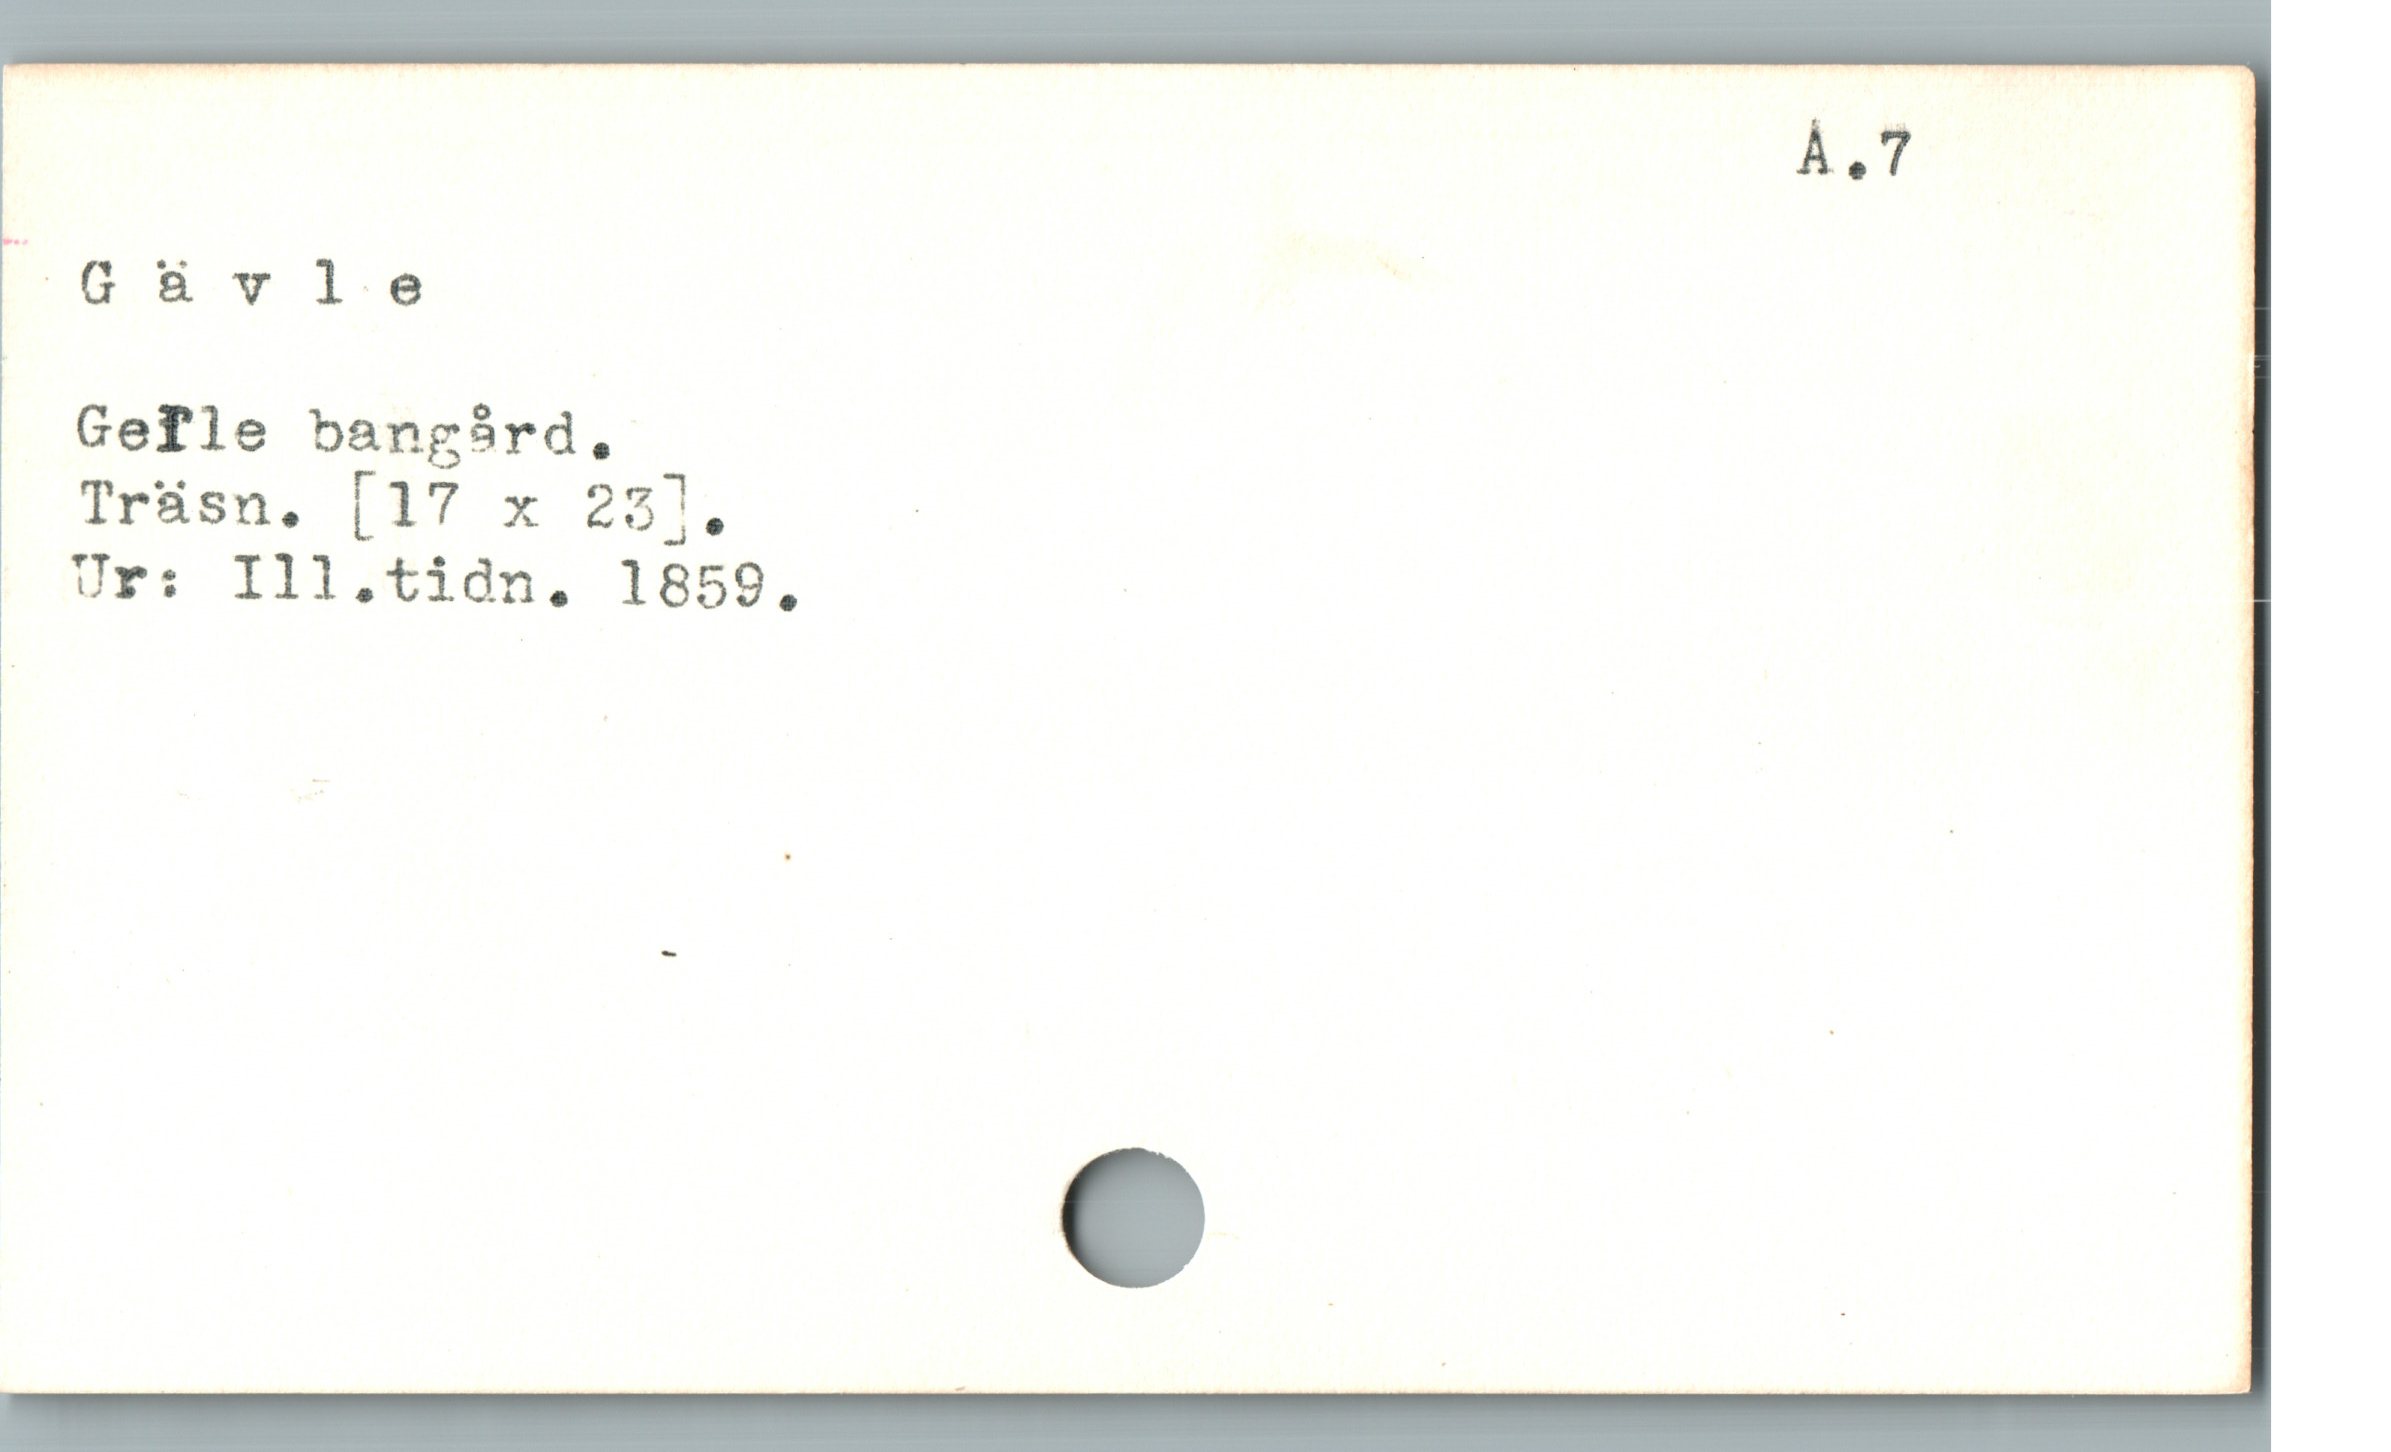 A.7
G ä v l e
Gefle bangård.
Träsn. [17 x 23].
Ur: Ill.tidn. 1859.